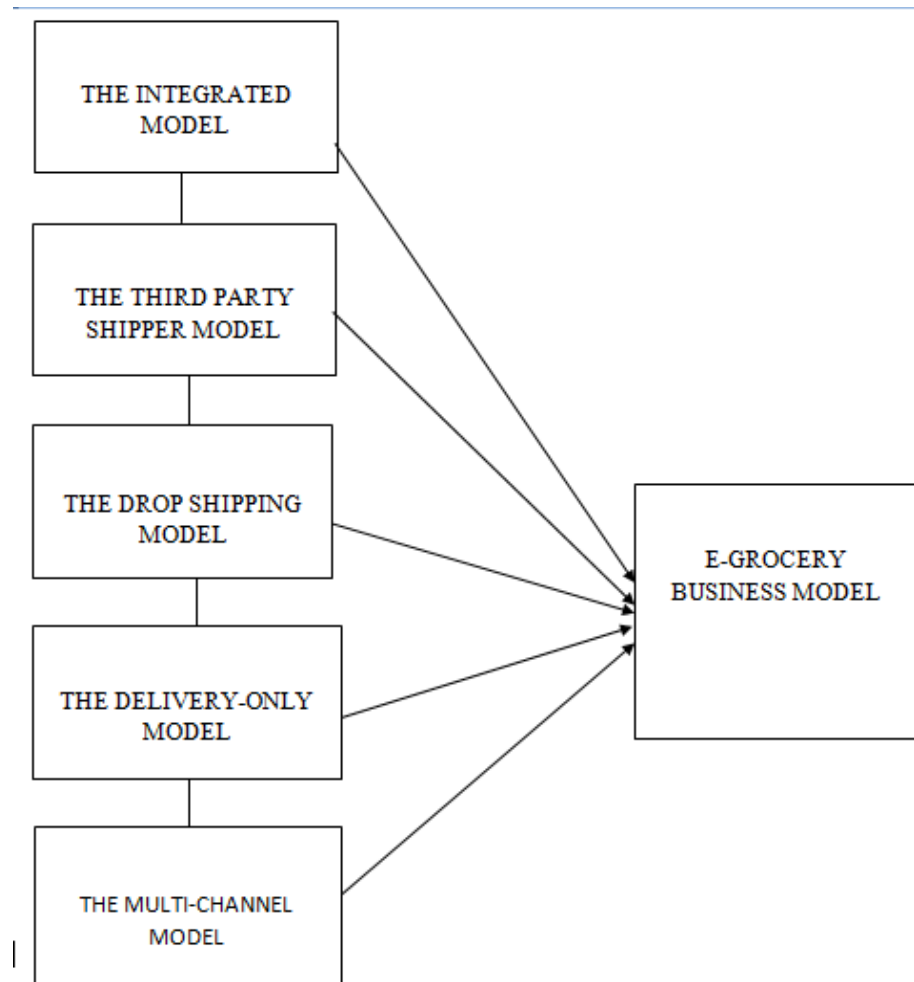 THE INTEGRATED
MODEL
THE THIRD PARTY
SHIPPER MODEL
THE DROP SHIPPING
MODEL
E-GROCERY
BUSINESS MODEL
THE DELIVERY-ONLY
MODEL
THE MULTI-CHANNEL
MODEL